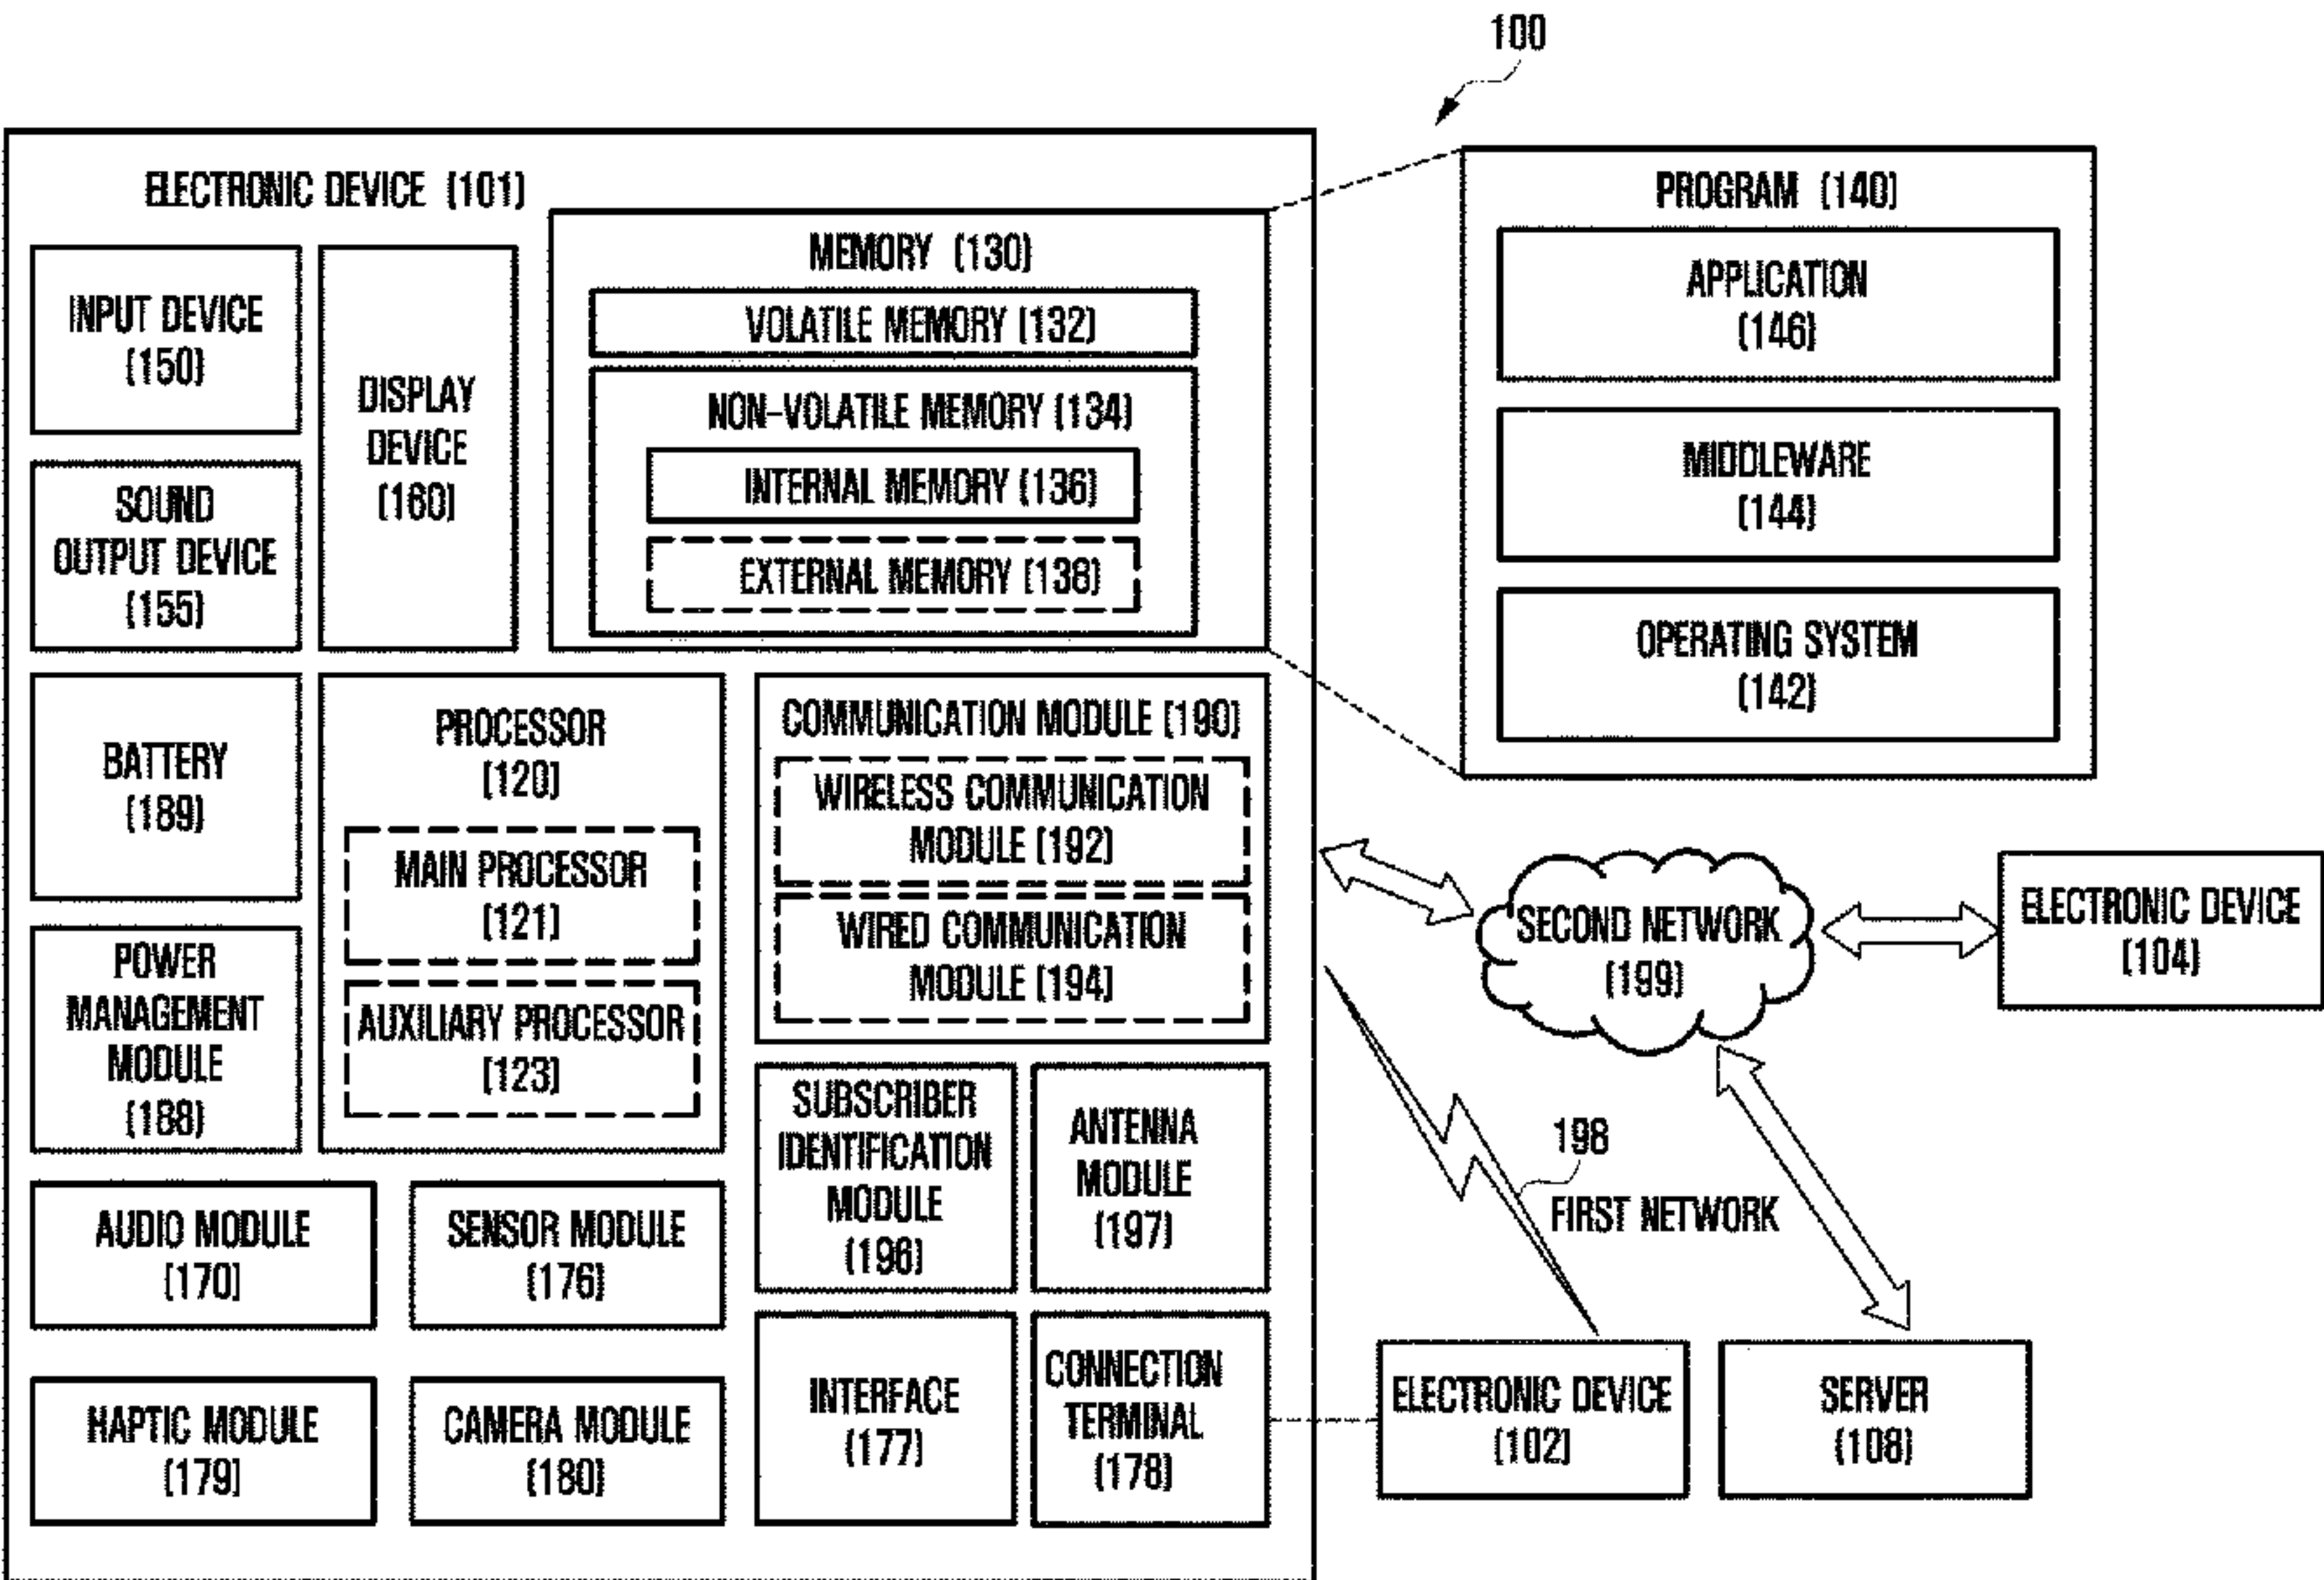 100
ELECTRONIC DEVICE (101)
INPUT DEVICE
(150)
DISPLAY
DEVICE
(160)
SOUND
OUTPUT DEVICE
(155)
MEMORY (130)
VOLATILE MEMORY (132)
NON-VOLATILE MEMORY (134)
INTERNAL MEMORY (136)
EXTERNAL MEMORY (138)
PROGRAM (140)
APPLICATION
(146)
MIDDLEWARE
(144)
OPERATING SYSTEM
(142)
BATTERY
(189)
POWER
MANAGEMENT
MODULE
(188)
PROCESSOR
(120)
MAIN PROCESSOR
(121)
AUXILIARY PROCESSOR
(123)
COMMUNICATION MODULE (190)
WIRELESS COMMUNICATION
MODULE (192)
WIRED COMMUNICATION
MODULE (194)
SUBSCRIBER
IDENTIFICATION
MODULE
(196)
ANTENNA
MODULE
(197)
AUDIO MODULE
(170)
SENSOR MODULE
(176)
HAPTIC MODULE
(179)
CAMERA MODULE
(180)
INTERFACE
(177)
CONNECTION
TERMINAL
(178)
SECOND NETWORK
(199)
ELECTRONIC DEVICE
(104)
198
FIRST NETWORK
ELECTRONIC DEVICE
(102)
SERVER
(108)